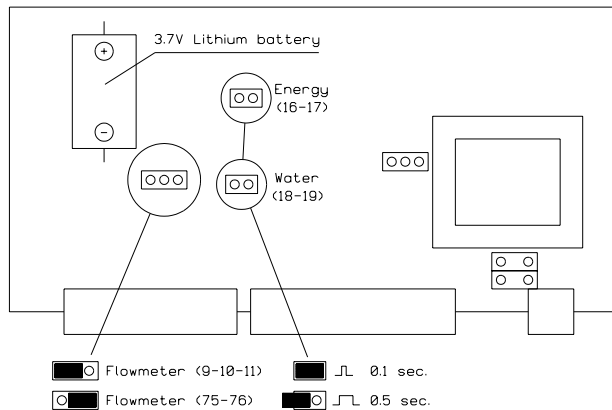 3.7V Lithium battery
+
Energy
(16-17)
−
Water
(18-19)
Flowmeter (9-10-11)
0.1 sec.
Flowmeter (75-76)
0.5 sec.